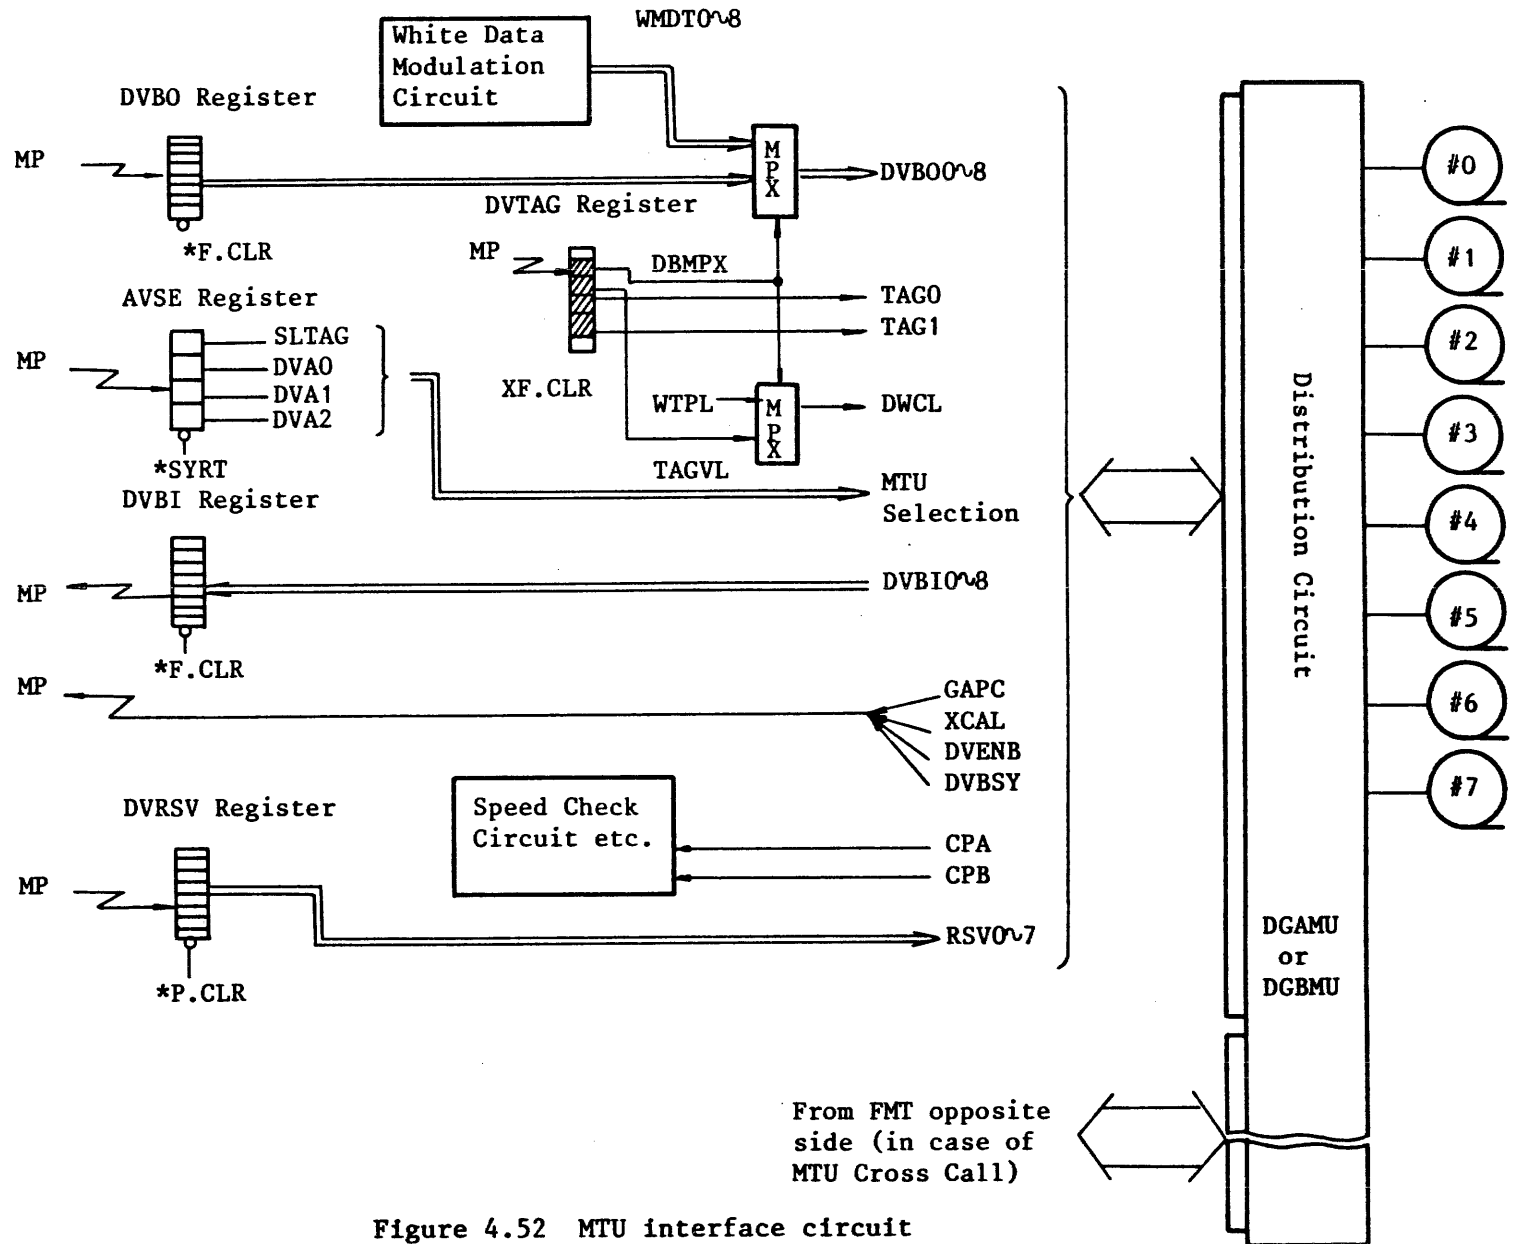 WMDT0~8
White Data
Modulation
Circuit
DVBO Register
MP
MPX
DVBO0~8
*F.CLR
DVTAG Register
MP
DBMPX
TAG0
TAG1
XF.CLR
WTPL
MPX
DWCL
TAGVL
AVSE Register
MP
SLTAG
DVA0
DVA1
DVA2
*SYRT
MTU
Selection
DVBI Register
MP
DVBI0~8
*F.CLR
MP
GAPC
XCAL
DVENB
DVBSY
DVRSV Register
Speed Check
Circuit etc.
CPA
CPB
MP
RSV0~7
*P.CLR
Distribution Circuit
DGAMU
or
DGBMU
#0
#1
#2
#3
#4
#5
#6
#7
From FMT opposite
side (in case of
MTU Cross Call)
Figure 4.52 MTU interface circuit